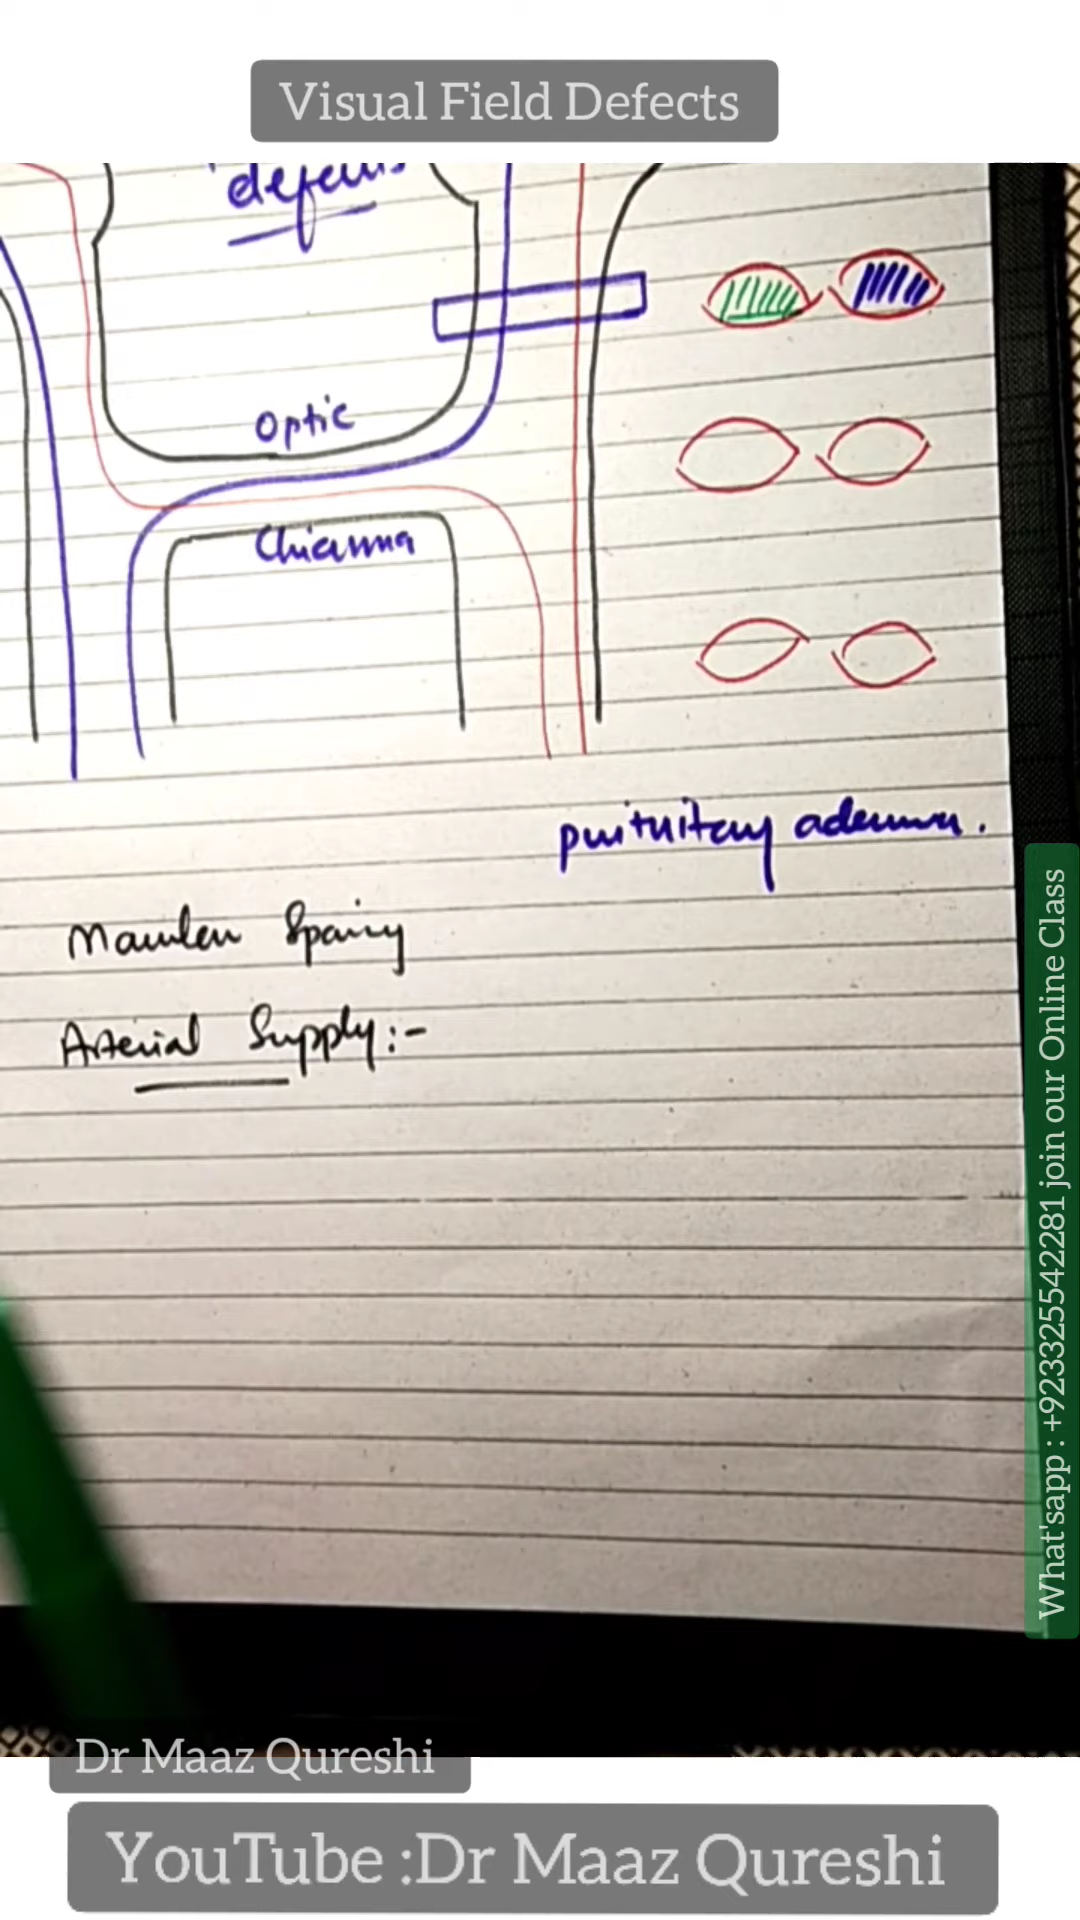 Visual Field Defects
defects
Optic
Chiasma
puituitary adenoma.
Macular Sparing
Arterial Supply:-
What'sapp : +923325542281 join our Online Class
Dr Maaz Qureshi
YouTube :Dr Maaz Qureshi